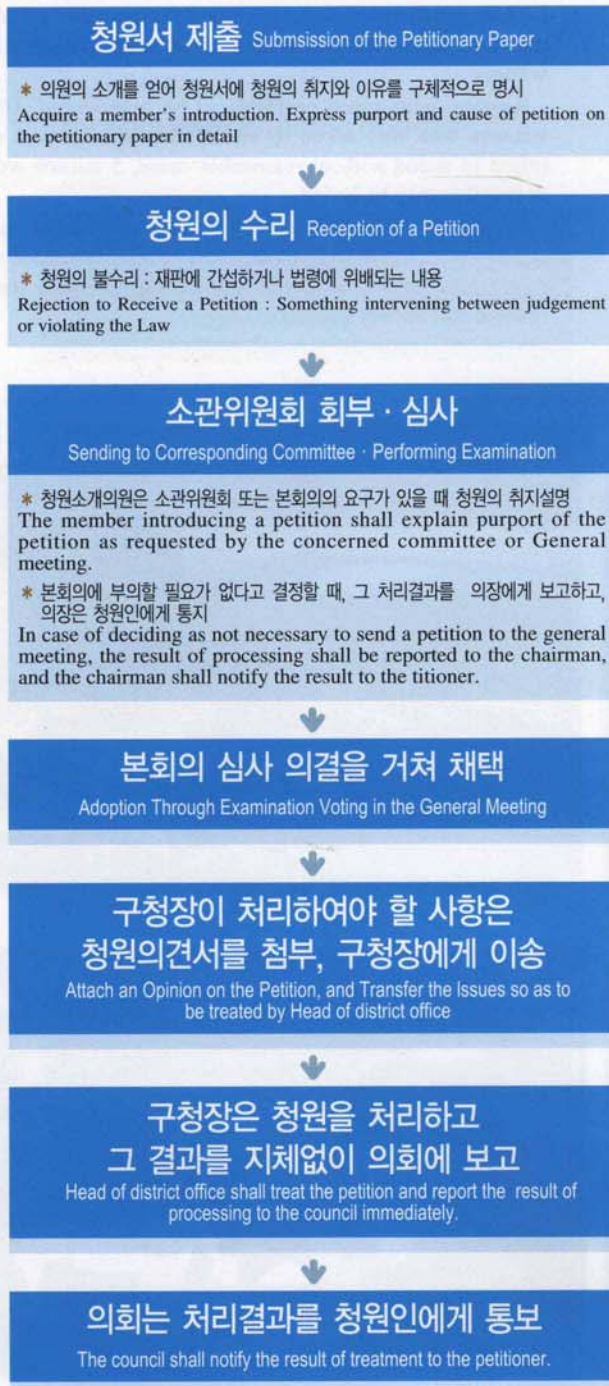 청원서 제출 Submsission of the Petitionary Paper
* 의원의 소개를 얻어 청원서에 청원의 취지와 이유를 구체적으로 명시
Acquire a member's introduction. Express purport and cause of petition on
the petitionary paper in detail
청원의 수리 Reception of a Petition
* 청원의 불수리 : 재판에 간섭하거나 법령에 위배되는 내용
Rejection to Receive a Petition : Something intervening between judgement
or violating the Law
소관위원회 회부 · 심사
Sending to Corresponding Committee · Performing Examination
* 청원소개의원은 소관위원회 또는 본회의의 요구가 있을 때 청원의 취지설명
The member introducing a petition shall explain purport of the
petition as requested by the concerned committee or General
meeting.
* 본회의에 부의할 필요가 없다고 결정할 때, 그 처리결과를 의장에게 보고하고,
의장은 청원인에게 통지
In case of deciding as not necessary to send a petition to the general
meeting, the result of processing shall be reported to the chairman,
and the chairman shall notify the result to the titioner.
본회의 심사 의결을 거쳐 채택
Adoption Through Examination Voting in the General Meeting
구청장이 처리하여야 할 사항은
청원의견서를 첨부, 구청장에게 이송
Attach an Opinion on the Petition, and Transfer the Issues so as to
be treated by Head of district office
구청장은 청원을 처리하고
그 결과를 지체없이 의회에 보고
Head of district office shall treat the petition and report the result of
processing to the council immediately.
의회는 처리결과를 청원인에게 통보
The council shall notify the result of treatment to the petitioner.